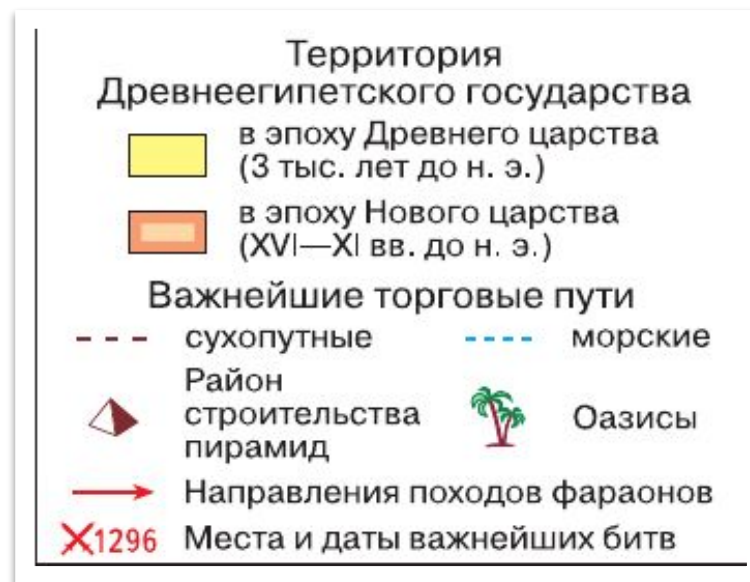 Территория
Древнеегипетского государства
в эпоху Древнего царства
(3 тыс. лет до н. э.)
в эпоху Нового царства
(XVI—XI вв. до н. э.)
Важнейшие торговые пути
сухопутные
морские
Район
строительства
пирамид
Оазисы
Направления походов фараонов
1296 Места и даты важнейших битв